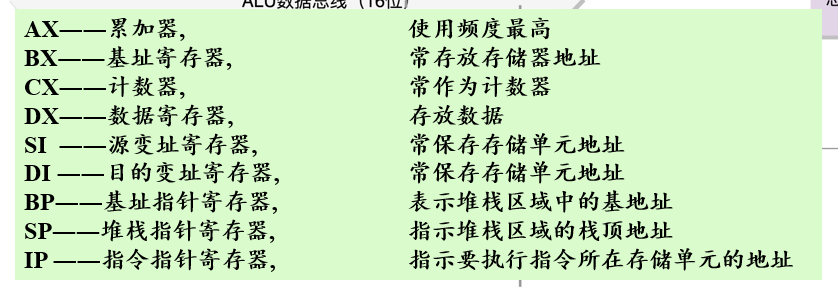 ALU数据总线（16位）
AX——累加器, 使用频度最高
BX——基址寄存器, 常存放存储器地址
CX——计数器, 常作为计数器
DX——数据寄存器, 存放数据
SI ——源变址寄存器, 常保存存储单元地址
DI ——目的变址寄存器, 常保存存储单元地址
BP——基址指针寄存器, 表示堆栈区域中的基地址
SP——堆栈指针寄存器, 指示堆栈区域的栈顶地址
IP ——指令指针寄存器, 指示要执行指令所在存储单元的地址